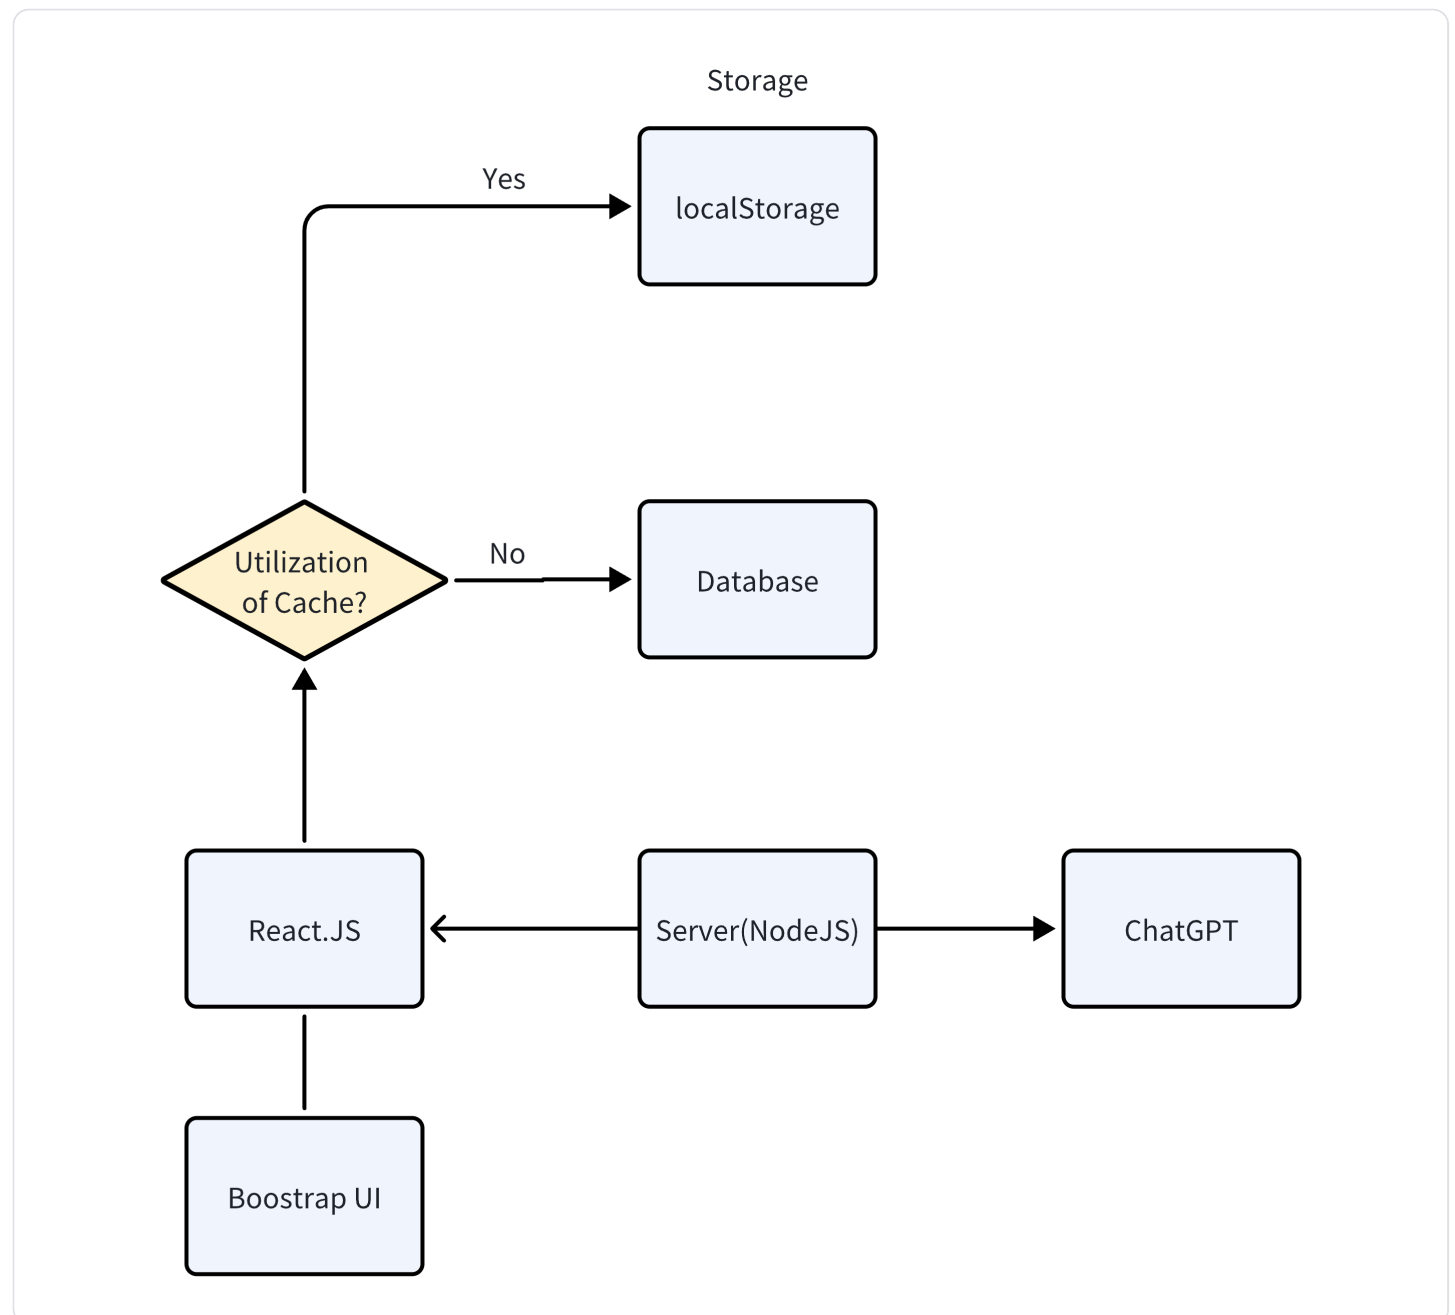 Storage
Yes
localStorage
Utilization
of Cache?
No
Database
React.JS
Server(NodeJS)
ChatGPT
Boostrap UI